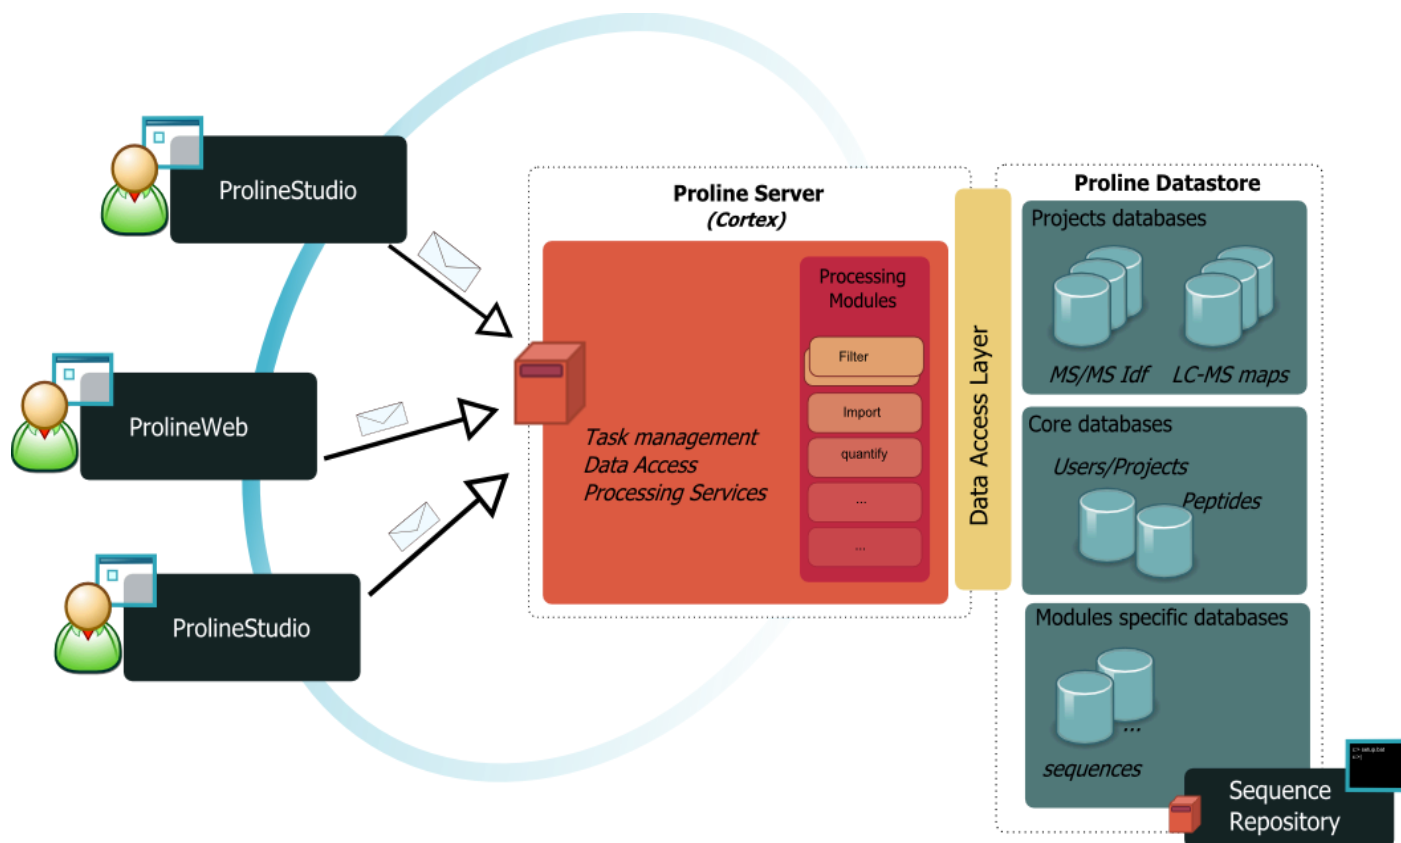 ProlineStudio
ProlineWeb
ProlineStudio
Proline Server
(Cortex)
Task management
Data Access
Processing Services
Processing
Modules
Filter
Import
quantify
...
...
Data Access Layer
Proline Datastore
Projects databases
MS/MS Idf
LC-MS maps
Core databases
Users/Projects
Peptides
Modules specific databases
...
sequences
Sequence
Repository